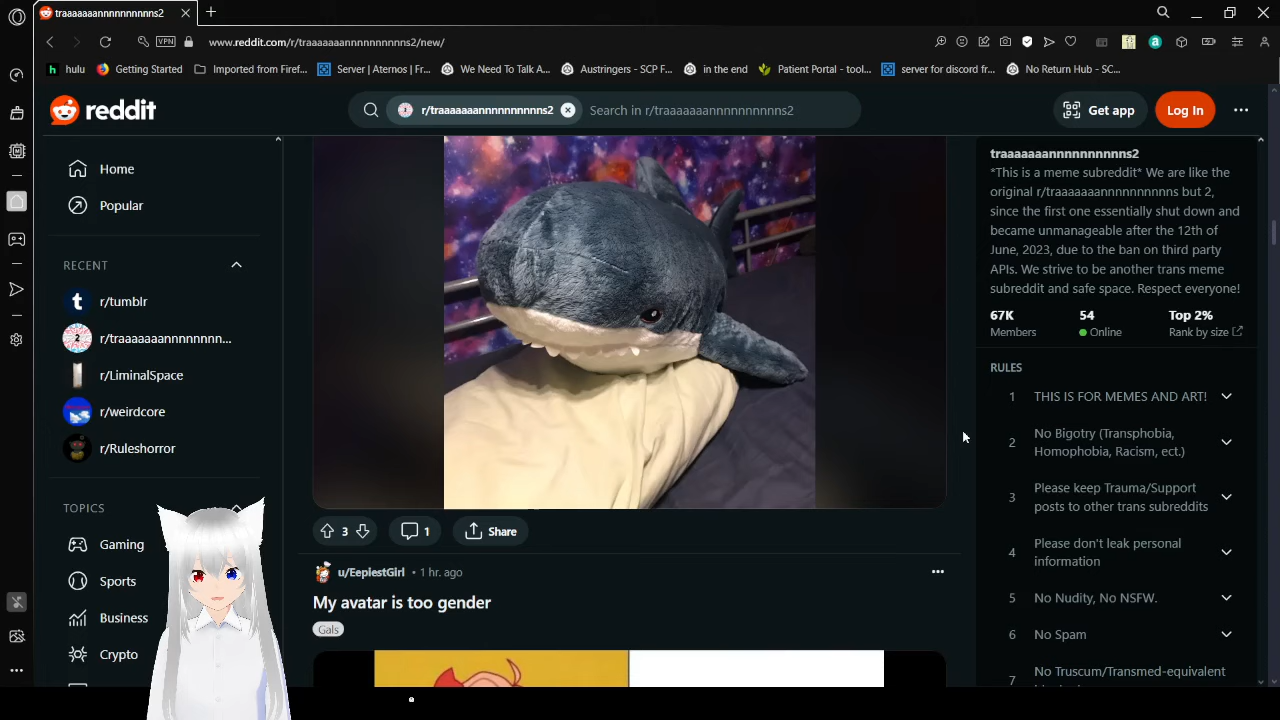 traaaaaaannnnnnnnnns2
www.reddit.com/r/traaaaaaannnnnnnnnns2/new/
VPN
hulu
Getting Started
Imported from Firef...
Server | Aternos | Fr...
We Need To Talk A...
Austringers - SCP F...
in the end
Patient Portal - tool...
server for discord fr...
No Return Hub - SC...
reddit
r/traaaaaaannnnnnnnnns2
Search in r/traaaaaaannnnnnnnnns2
Get app
Log In
Home
Popular
RECENT
r/tumblr
r/traaaaaaannnnnnn...
r/LiminalSpace
r/weirdcore
r/Ruleshorror
TOPICS
Gaming
Sports
Business
Crypto
3
1
Share
u/EepiestGirl • 1 hr. ago
My avatar is too gender
Gals
traaaaaaannnnnnnnnns2
*This is a meme subreddit* We are like the
original r/traaaaaaannnnnnnnnns but 2,
since the first one essentially shut down and
became unmanageable after the 12th of
June, 2023, due to the ban on third party
APIs. We strive to be another trans meme
subreddit and safe space. Respect everyone!
67K
Members
54
Online
Top 2%
Rank by size
RULES
1 THIS IS FOR MEMES AND ART!
2 No Bigotry (Transphobia,
Homophobia, Racism, ect.)
3 Please keep Trauma/Support
posts to other trans subreddits
4 Please don't leak personal
information
5 No Nudity, No NSFW.
6 No Spam
7 No Truscum/Transmed-equivalent